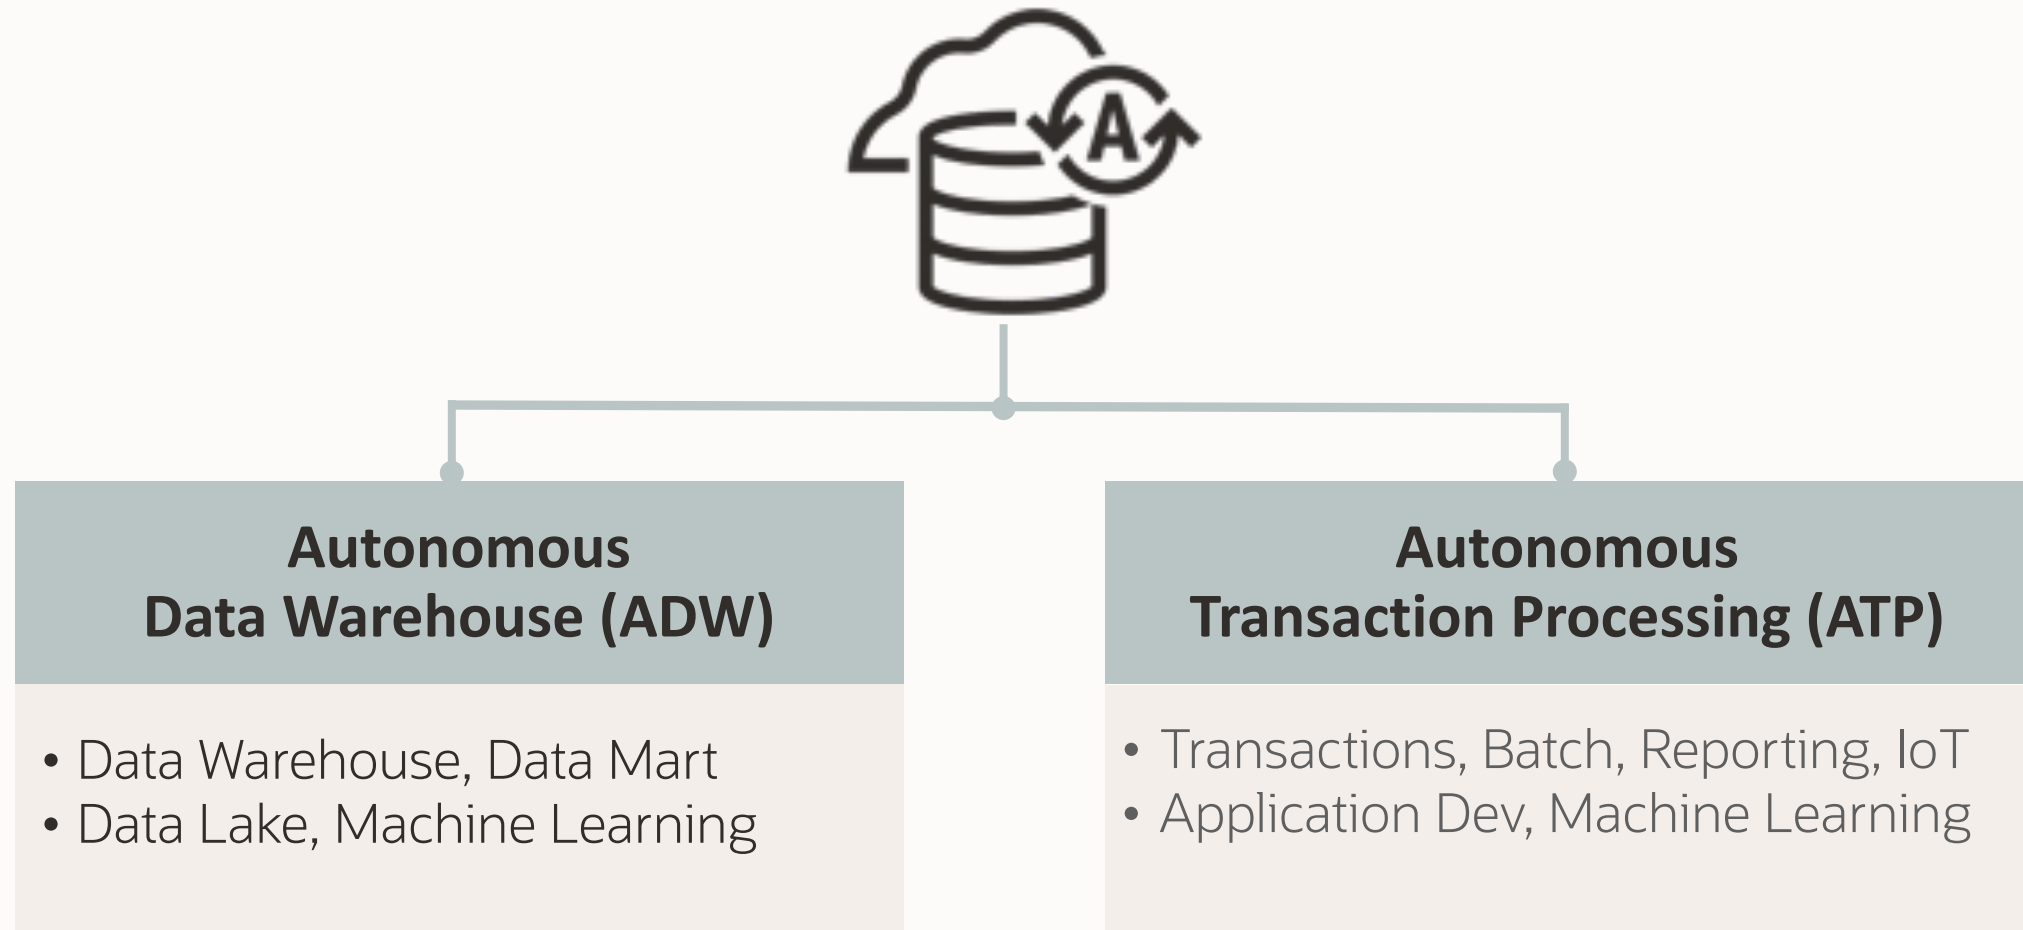 A
Autonomous
Data Warehouse (ADW)
• Data Warehouse, Data Mart
• Data Lake, Machine Learning
Autonomous
Transaction Processing (ATP)
• Transactions, Batch, Reporting, IoT
• Application Dev, Machine Learning